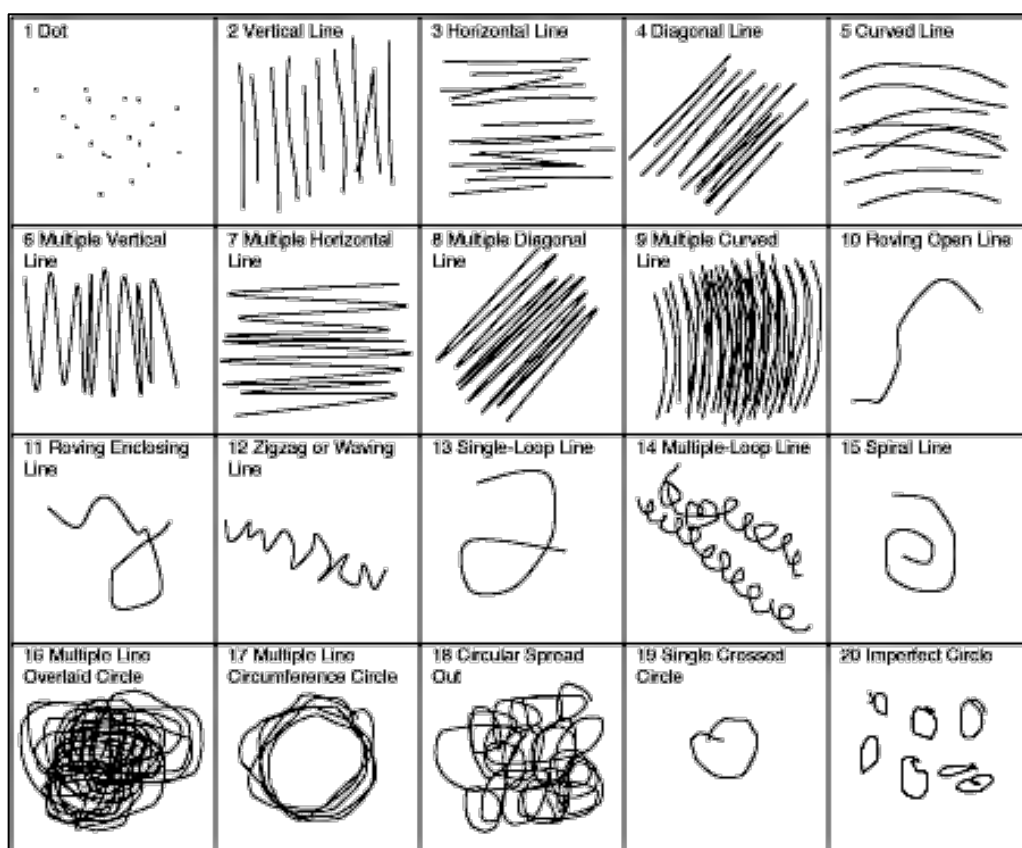 1 Dot
2 Vertical Line
3 Horizontal Line
4 Diagonal Line
5 Curved Line
6 Multiple Vertical
Line
7 Multiple Horizontal
Line
8 Multiple Diagonal
Line
9 Multiple Curved
Line
10 Roving Open Line
11 Roving Enclosing
Line
12 Zigzag or Waving
Line
13 Single-Loop Line
14 Multiple-Loop Line
15 Spiral Line
16 Multiple Line
Overlaid Circle
17 Multiple Line
Circumference Circle
18 Circular Spread
Out
19 Single Crossed
Circle
20 Imperfect Circle